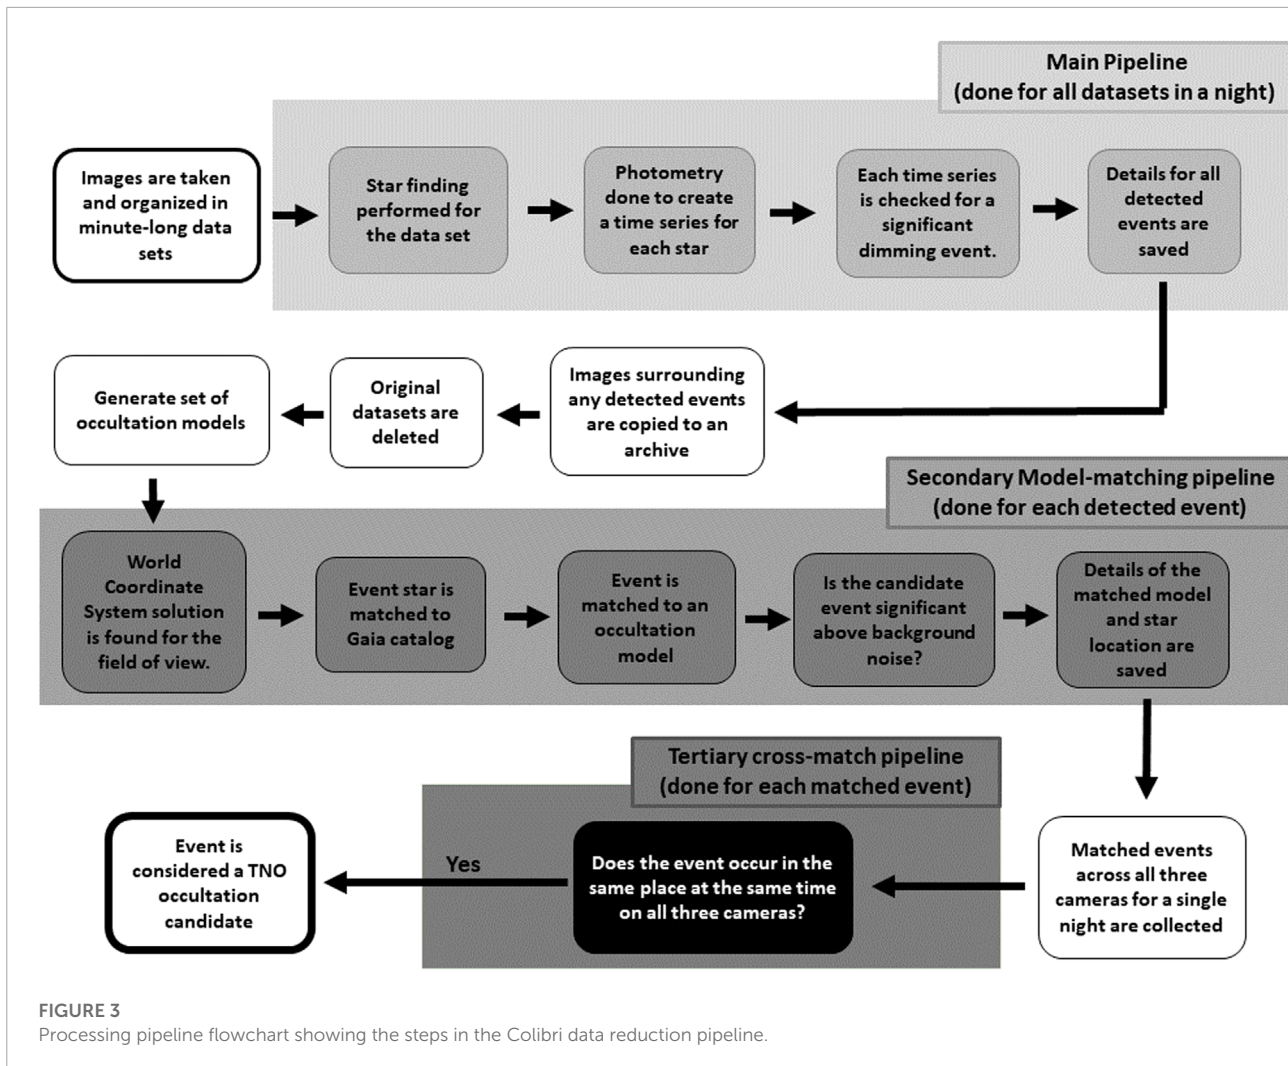 Main Pipeline
(done for all datasets in a night)
Images are taken
and organized in
minute-long data
sets
Star finding
performed for
the data set
Photometry
done to create
a time series for
each star
Each time series
is checked for a
significant
dimming event.
Details for all
detected
events are
saved
Images surrounding
any detected events
are copied to an
archive
Original
datasets are
deleted
Generate set of
occultation models
Secondary Model-matching pipeline
(done for each detected event)
World
Coordinate
System solution
is found for the
field of view.
Event star is
matched to
Gaia catalog
Event is
matched to an
occultation
model
Is the candidate
event significant
above background
noise?
Details of the
matched model
and star
location are
saved
Matched events
across all three
cameras for a single
night are collected
Tertiary cross-match pipeline
(done for each matched event)
Does the event occur in the
same place at the same time
on all three cameras?
Yes
Event is
considered a TNO
occultation
candidate
FIGURE 3
Processing pipeline flowchart showing the steps in the Colibri data reduction pipeline.